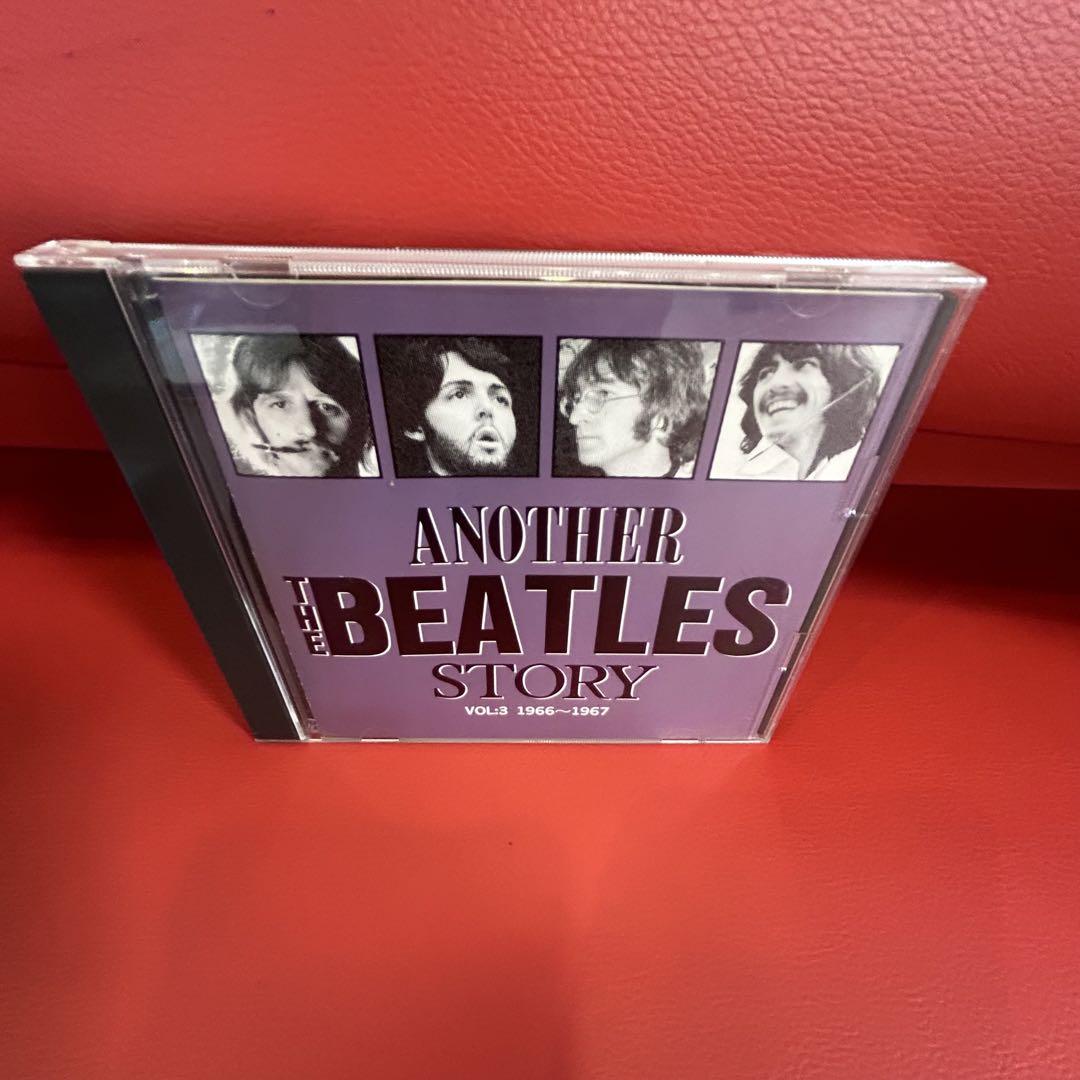 ANOTHER
THE BEATLES
STORY
VOL:3 1966〜1967